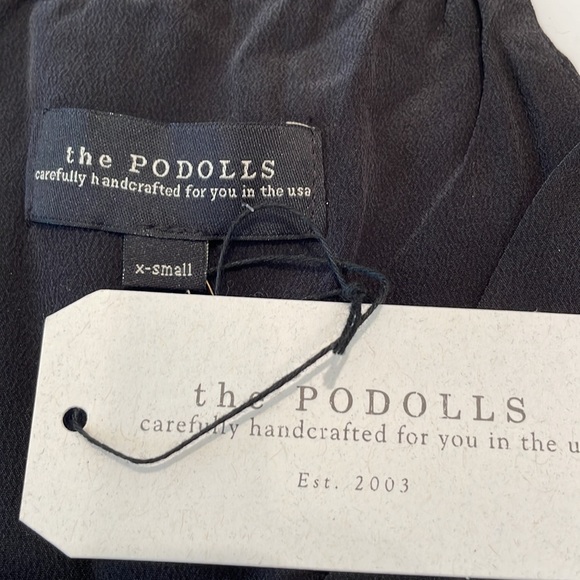 the PODOLLS
carefully handcrafted for you in the usa
x-small
the PODOLLS
carefully handcrafted for you in the u
Est. 2003